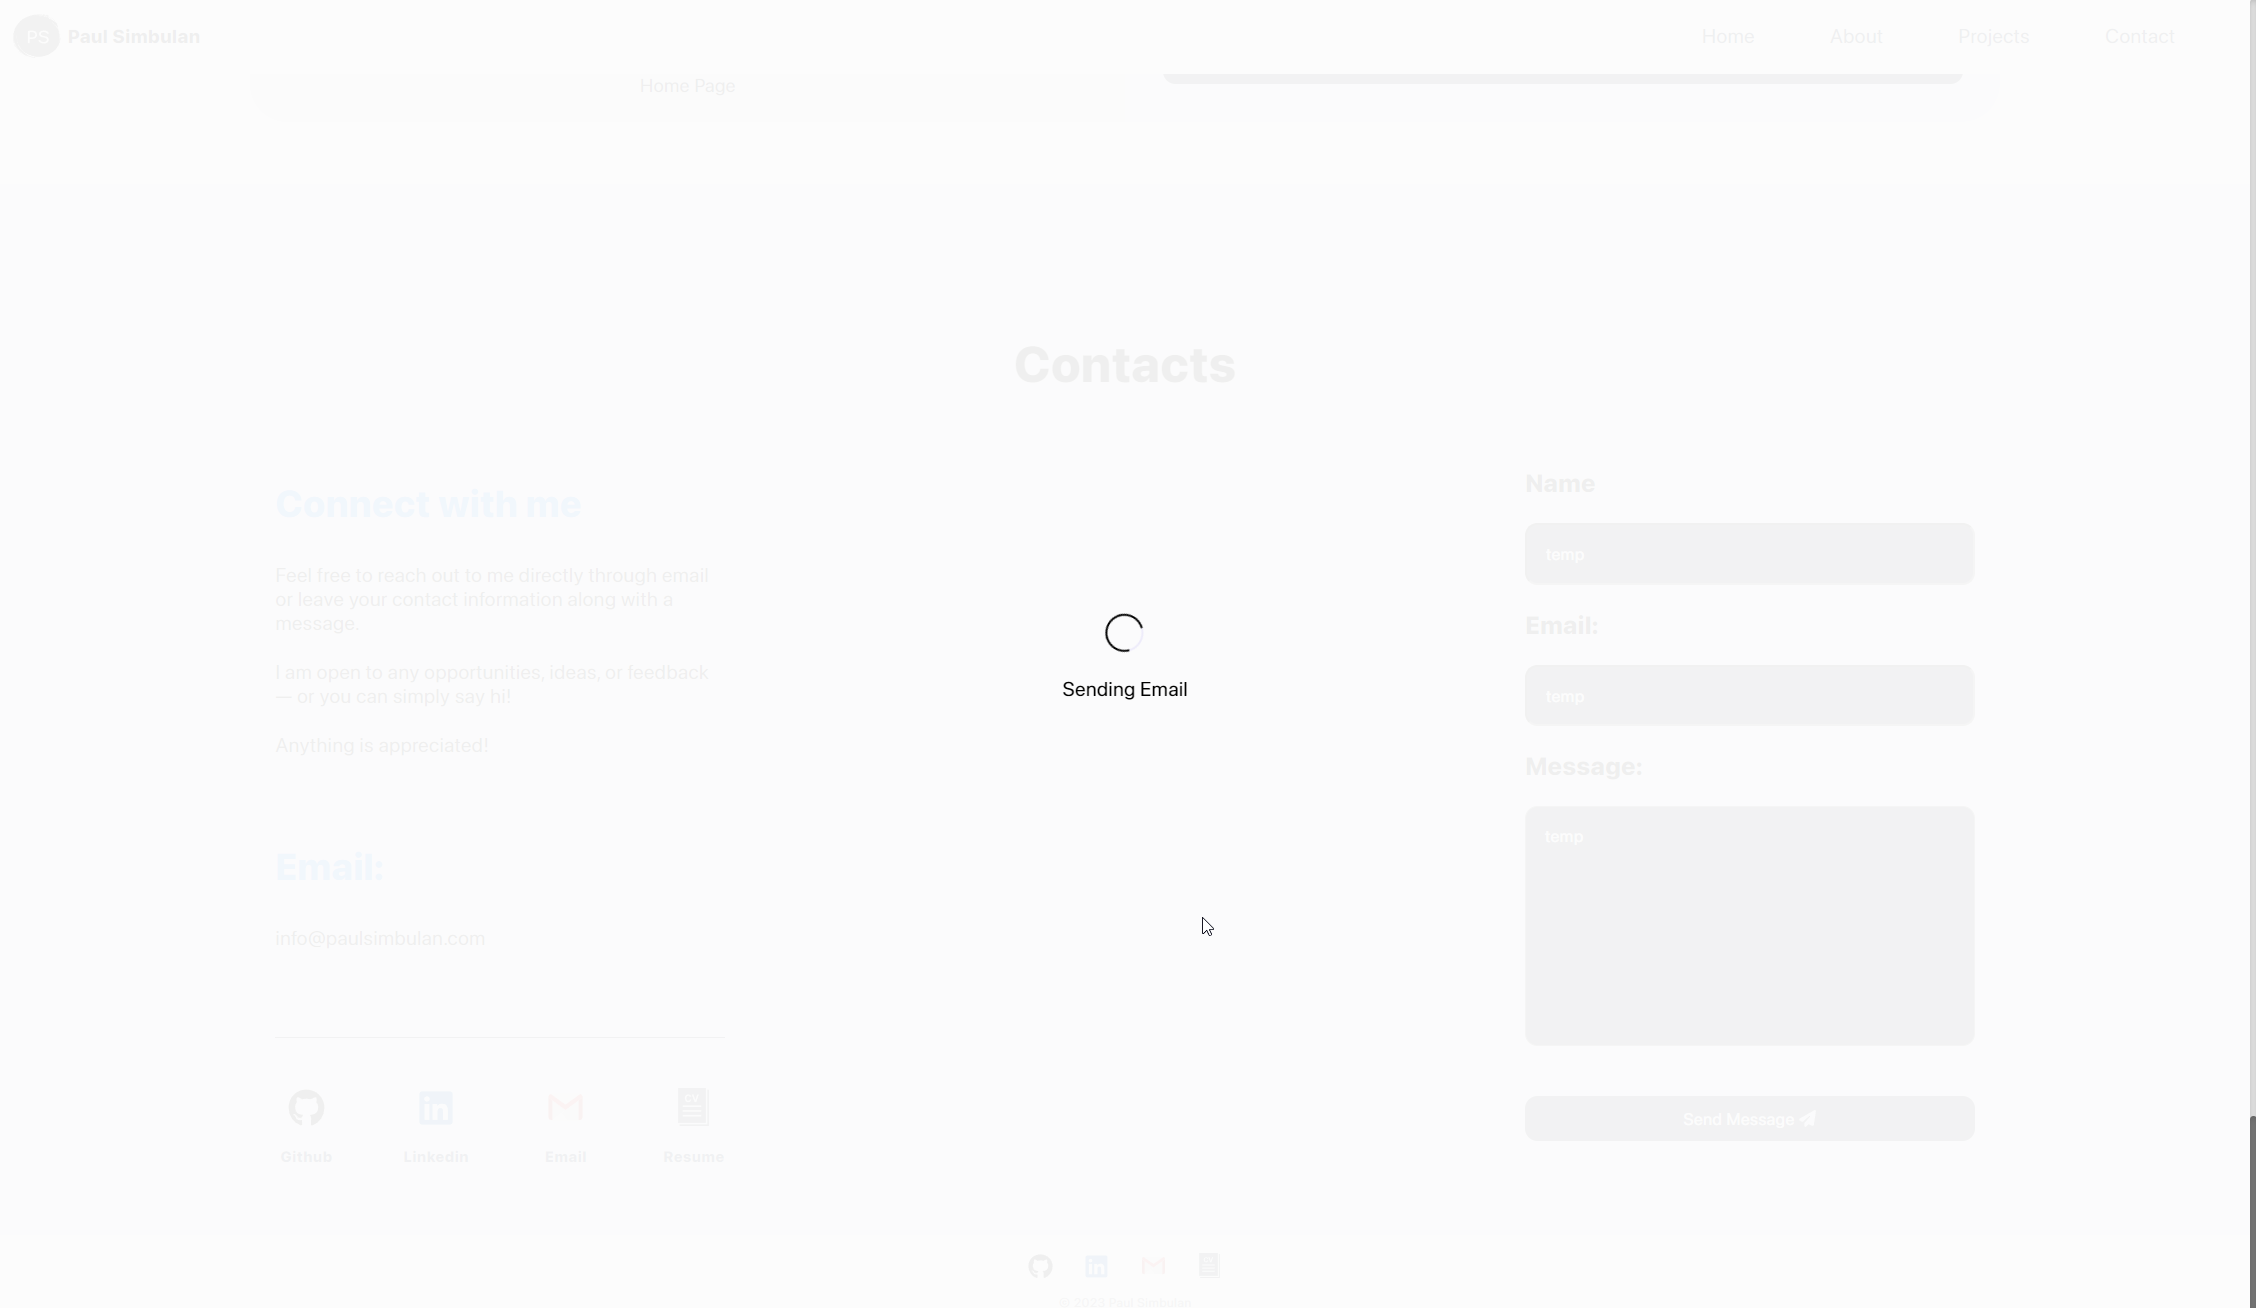 PS Paul Simbulan
Home About Projects Contact
Home Page
Contacts
Connect with me
Feel free to reach out to me directly through email
or leave your contact information along with a
message.
I am open to any opportunities, ideas, or feedback
— or you can simply say hi!
Anything is appreciated!
Email:
info@paulsimbulan.com
CV
Github Linkedin Email Resume
Sending Email
Name
temp
Email:
temp
Message:
temp
Send Message
© 2023 Paul Simbulan